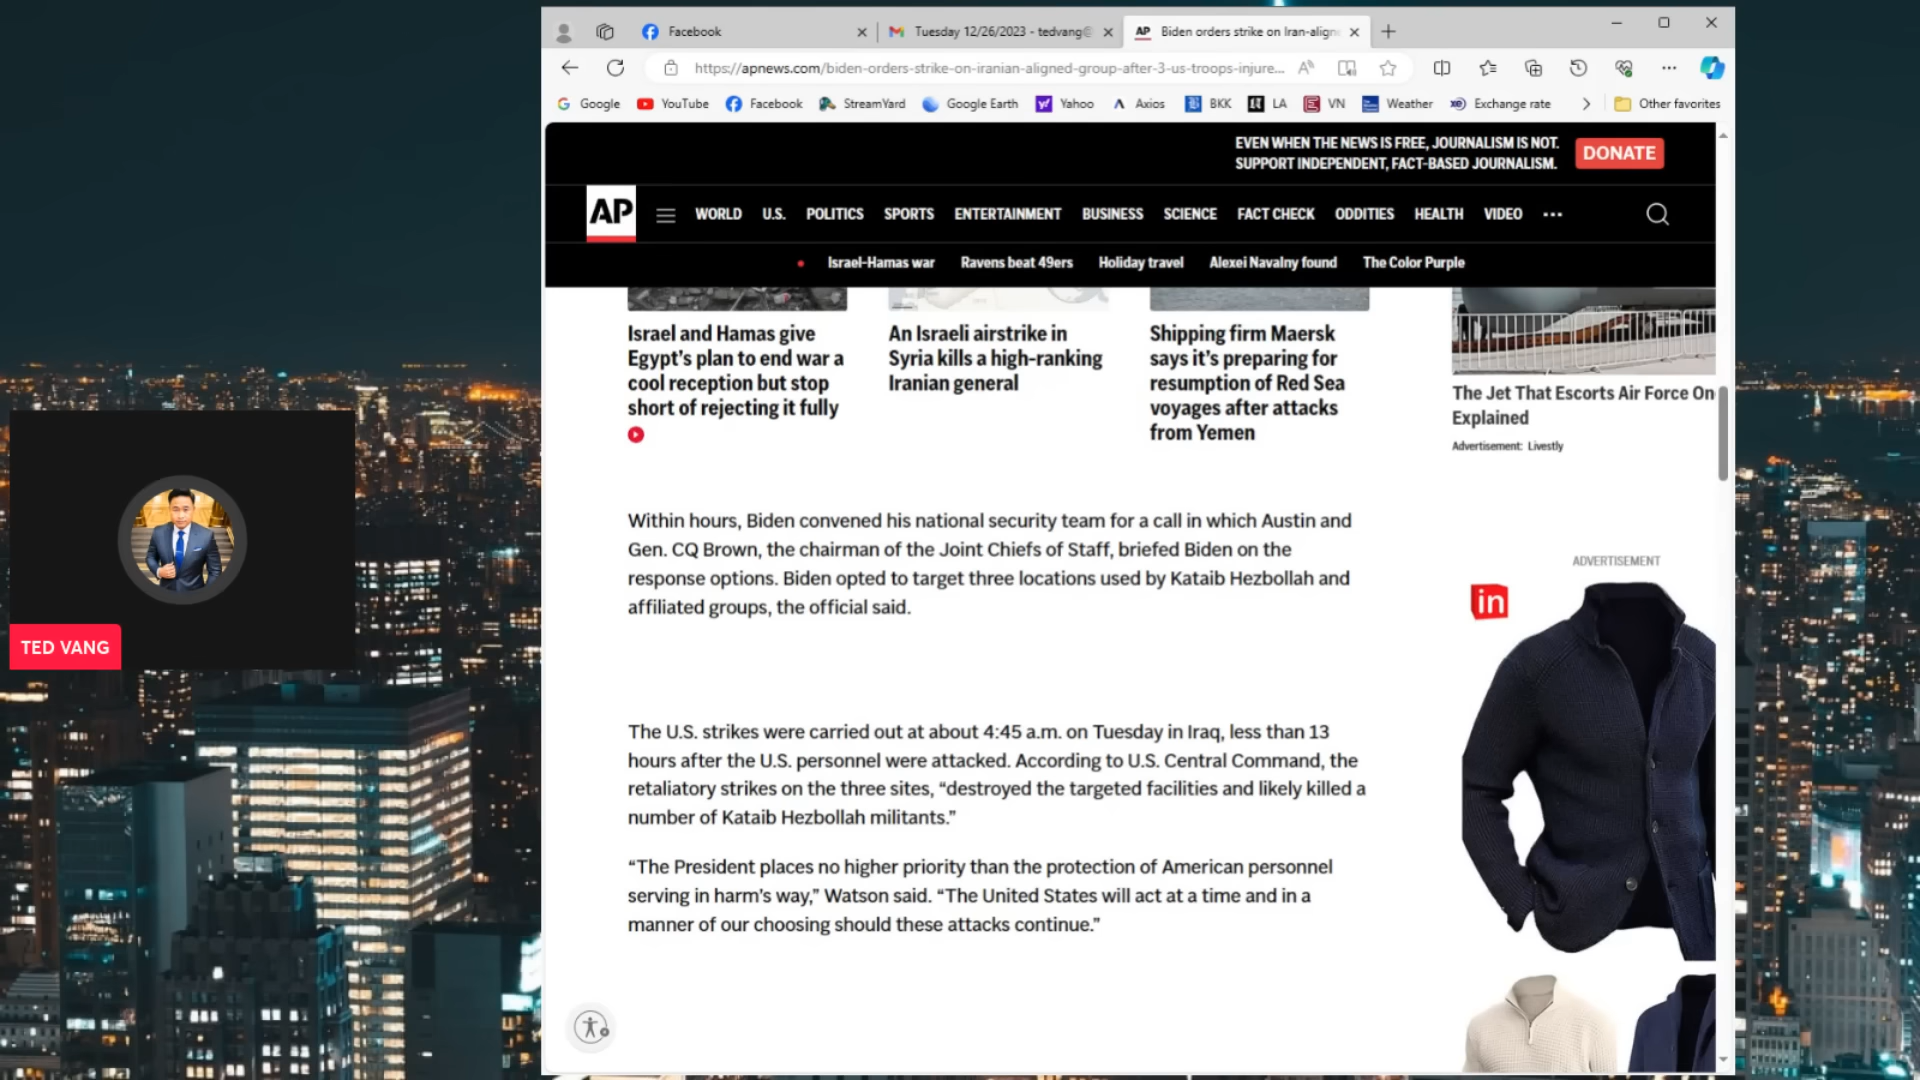 Facebook
Tuesday 12/26/2023 - tedvang@
AP Biden orders strike on Iran-align
https://apnews.com/biden-orders-strike-on-iranian-aligned-group-after-3-us-troops-injure...
Google YouTube Facebook StreamYard Google Earth Yahoo Axios BKK LA VN Weather Exchange rate Other favorites
EVEN WHEN THE NEWS IS FREE, JOURNALISM IS NOT.
SUPPORT INDEPENDENT, FACT-BASED JOURNALISM.
DONATE
AP
WORLD U.S. POLITICS SPORTS ENTERTAINMENT BUSINESS SCIENCE FACT CHECK ODDITIES HEALTH VIDEO
Israel-Hamas war Ravens beat 49ers Holiday travel Alexei Navalny found The Color Purple
Israel and Hamas give
Egypt's plan to end war a
cool reception but stop
short of rejecting it fully
An Israeli airstrike in
Syria kills a high-ranking
Iranian general
Shipping firm Maersk
says it's preparing for
resumption of Red Sea
voyages after attacks
from Yemen
The Jet That Escorts Air Force On
Explained
Advertisement: Livestly
Within hours, Biden convened his national security team for a call in which Austin and
Gen. CQ Brown, the chairman of the Joint Chiefs of Staff, briefed Biden on the
response options. Biden opted to target three locations used by Kataib Hezbollah and
affiliated groups, the official said.
ADVERTISEMENT
in
TED VANG
The U.S. strikes were carried out at about 4:45 a.m. on Tuesday in Iraq, less than 13
hours after the U.S. personnel were attacked. According to U.S. Central Command, the
retaliatory strikes on the three sites, “destroyed the targeted facilities and likely killed a
number of Kataib Hezbollah militants.”
“The President places no higher priority than the protection of American personnel
serving in harm's way,” Watson said. “The United States will act at a time and in a
manner of our choosing should these attacks continue.”